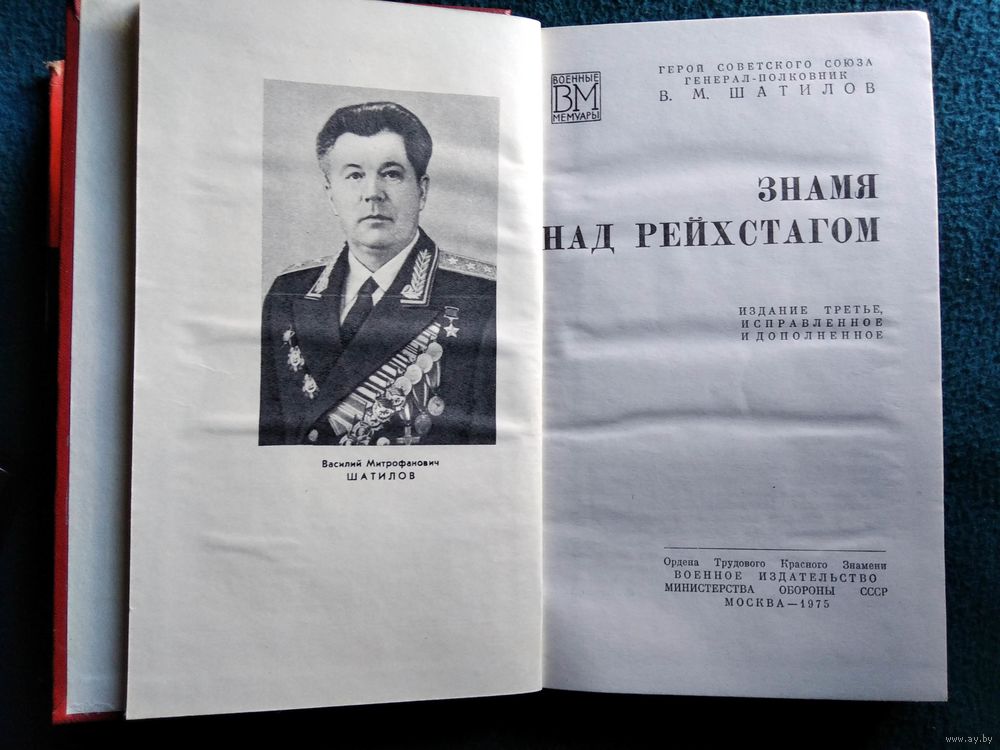 Василий Митрофанович
ШАТИЛОВ
ВОЕННЫЕ
ВМ
МЕМУАРЫ
ГЕРОЙ СОВЕТСКОГО СОЮЗА
ГЕНЕРАЛ-ПОЛКОВНИК
В. М. ШАТИЛОВ
ЗНАМЯ
НАД РЕЙХСТАГОМ
ИЗДАНИЕ ТРЕТЬЕ,
ИСПРАВЛЕННОЕ
И ДОПОЛНЕННОЕ
Ордена Трудового Красного Знамени
ВОЕННОЕ ИЗДАТЕЛЬСТВО
МИНИСТЕРСТВА ОБОРОНЫ СССР
МОСКВА—1975
www.ay.by